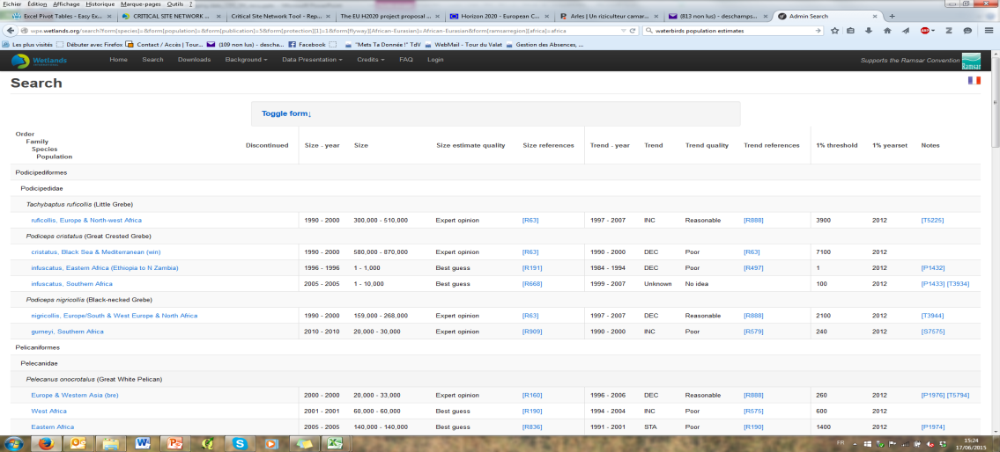 Fichier Édition Affichage Historique Marque-pages Outils ?
Excel Pivot Tables - Easy Ex... × CRITICAL SITE NETWORK ... × Critical Site Network Tool - Rep... × The EU H2020 project proposal ... × Horizon 2020 - European C... × Arles | Un riziculteur camar... × (813 non lus) - deschamps... × Admin Search × +
wpe.wetlands.org/search?form[species]=&form[population]=&form[publication]=5&form[protection][1]=1&form[flyway][African-Eurasian]=African-Eurasian&form[ramsarregion][africa]=africa waterbirds population estimates
Les plus visités Débuter avec Firefox Contact / Accès | Tour... (109 non lus) - descha... Facebook "Mets Ta Donnée !" TdV WebMail - Tour du Valat Gestion des Absences, ...
Wetlands Home Search Downloads Background Data Presentation Credits FAQ Login Supports the Ramsar Convention Ramsar
Search
Toggle form↓
Order
Family
Species
Population
Discontinued Size - year Size Size estimate quality Size references Trend - year Trend Trend quality Trend references 1% threshold 1% yearset Notes
Podicipediformes
Podicipedidae
Tachybaptus ruficollis (Little Grebe)
ruficollis, Europe & North-west Africa 1990 - 2000 300,000 - 510,000 Expert opinion [R63] 1997 - 2007 INC Reasonable [R888] 3900 2012 [T5225]
Podiceps cristatus (Great Crested Grebe)
cristatus, Black Sea & Mediterranean (win) 1990 - 2000 580,000 - 870,000 Expert opinion [R63] 1990 - 2000 DEC Poor [R63] 7100 2012
infuscatus, Eastern Africa (Ethiopia to N Zambia) 1996 - 1996 1 - 1,000 Best guess [R191] 1984 - 1994 DEC Poor [R497] 1 2012 [P1432]
infuscatus, Southern Africa 2005 - 2005 1 - 10,000 Best guess [R668] 1999 - 2007 Unknown No idea 100 2012 [P1433] [T3934]
Podiceps nigricollis (Black-necked Grebe)
nigricollis, Europe/South & West Europe & North Africa 1990 - 2000 159,000 - 268,000 Expert opinion [R63] 1997 - 2007 DEC Reasonable [R888] 2100 2012 [T3944]
gurneyi, Southern Africa 2010 - 2010 20,000 - 30,000 Expert opinion [R909] 1990 - 2000 INC Poor [R579] 240 2012 [S7575]
Pelicaniformes
Pelecanidae
Pelecanus onocrotalus (Great White Pelican)
Europe & Western Asia (bre) 2000 - 2000 20,000 - 33,000 Expert opinion [R160] 1996 - 2006 DEC Reasonable [R888] 260 2012 [P1976] [T5794]
West Africa 2001 - 2001 60,000 - 60,000 Best guess [R190] 1994 - 2004 INC Poor [R575] 600 2012
Eastern Africa 2005 - 2005 140,000 - 140,000 Best guess [R836] 1991 - 2001 STA Poor [R190] 1400 2012 [P1974]
FR 15:24
17/06/2015